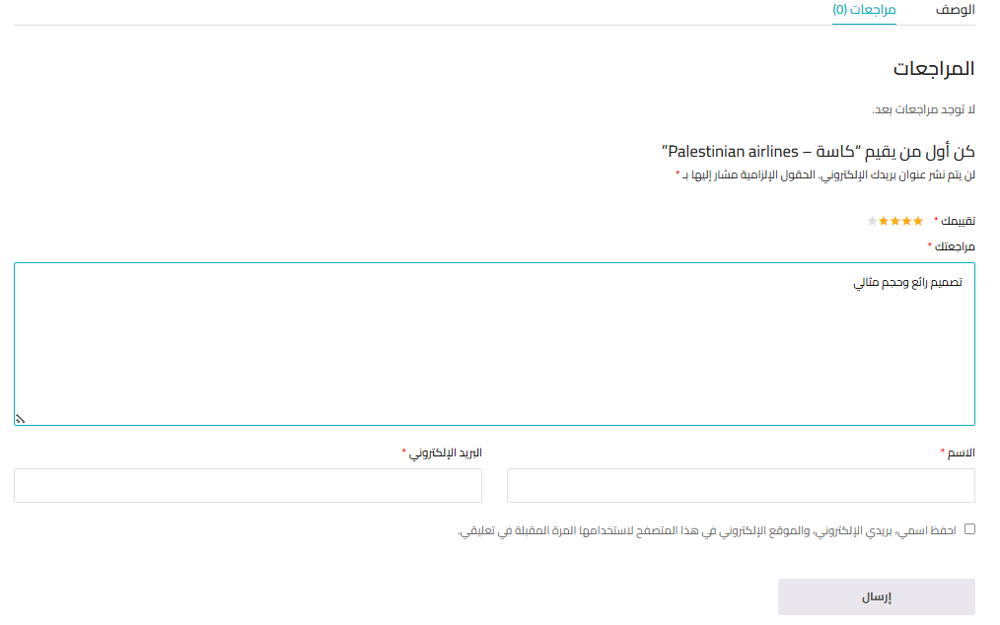 الوصف
مراجعات (0)
المراجعات
لا توجد مراجعات بعد.
كن أول من يقيم “كاسة – Palestinian airlines”
لن يتم نشر عنوان بريدك الإلكتروني. الحقول الإلزامية مشار إليها بـ *
تقييمك *
مراجعتك *
تصميم رائع وحجم مثالي
الاسم *
البريد الإلكتروني *
احفظ اسمي، بريدي الإلكتروني، والموقع الإلكتروني في هذا المتصفح لاستخدامها المرة المقبلة في تعليقي.
إرسال